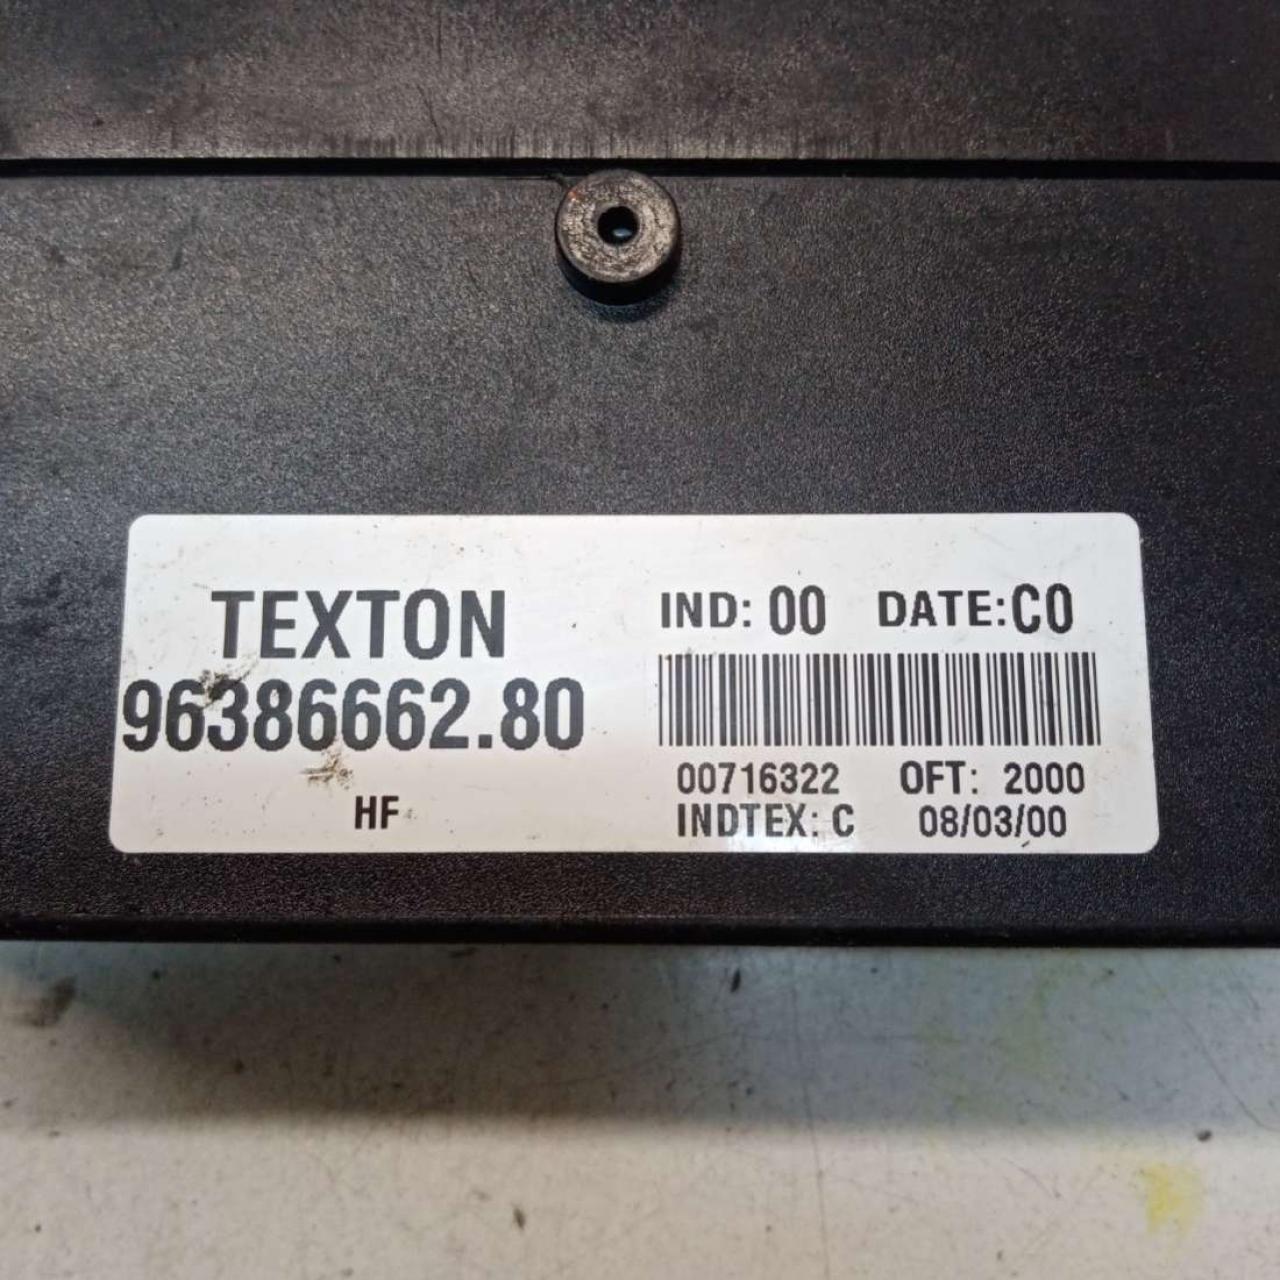 TEXTON
96386662.80
HF
IND: 00 DATE:C0
00716322 OFT: 2000
INDTEX: C 08/03/00